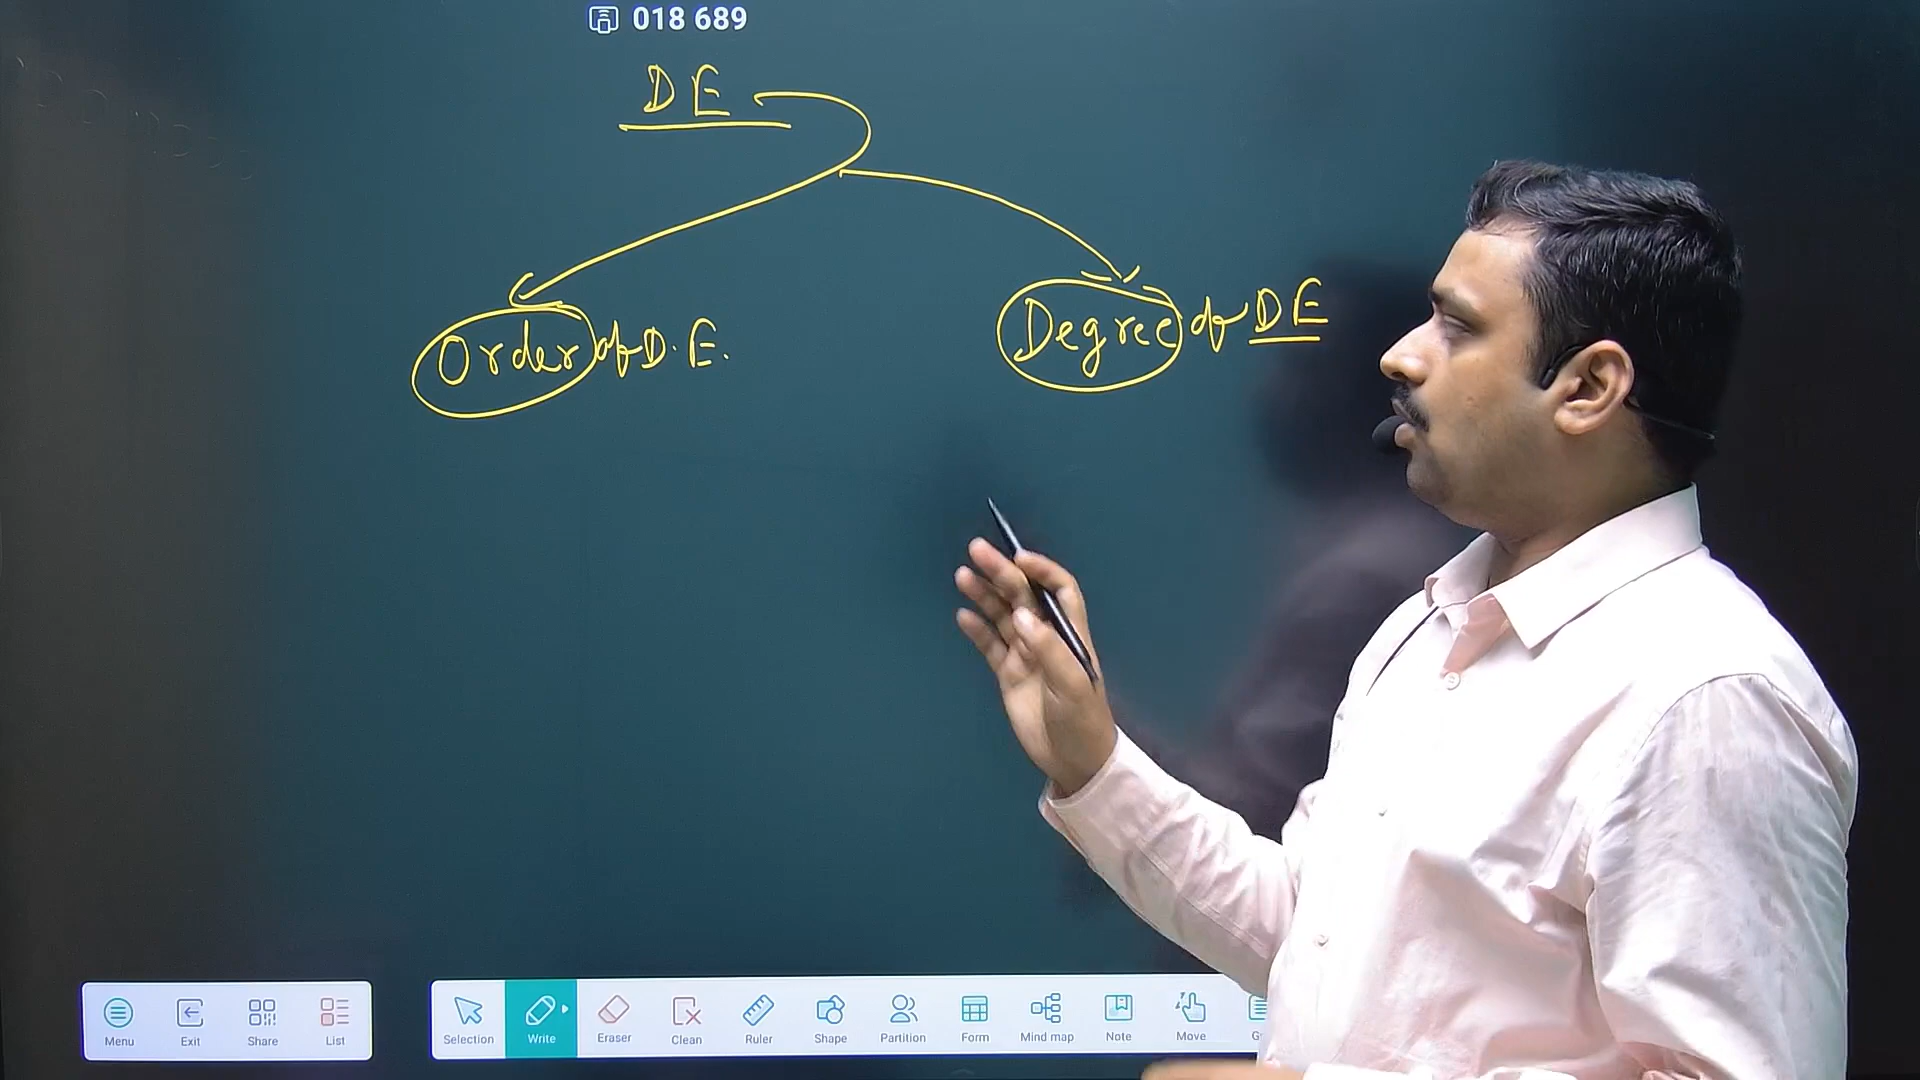 018 689
DE
Order of D.E.
Degree of DE
Menu Exit Share List
Selection Write Eraser Clean Ruler Shape Partition Form Mind map Note Move